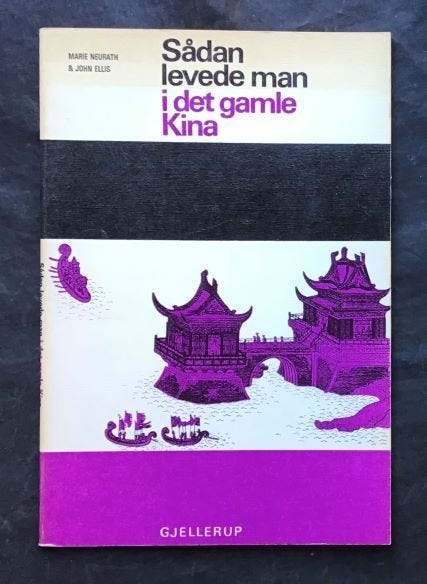 MARIE NEURATH
& JOHN ELLIS
Sådan
levede man
i det gamle
Kina
GJELLERUP